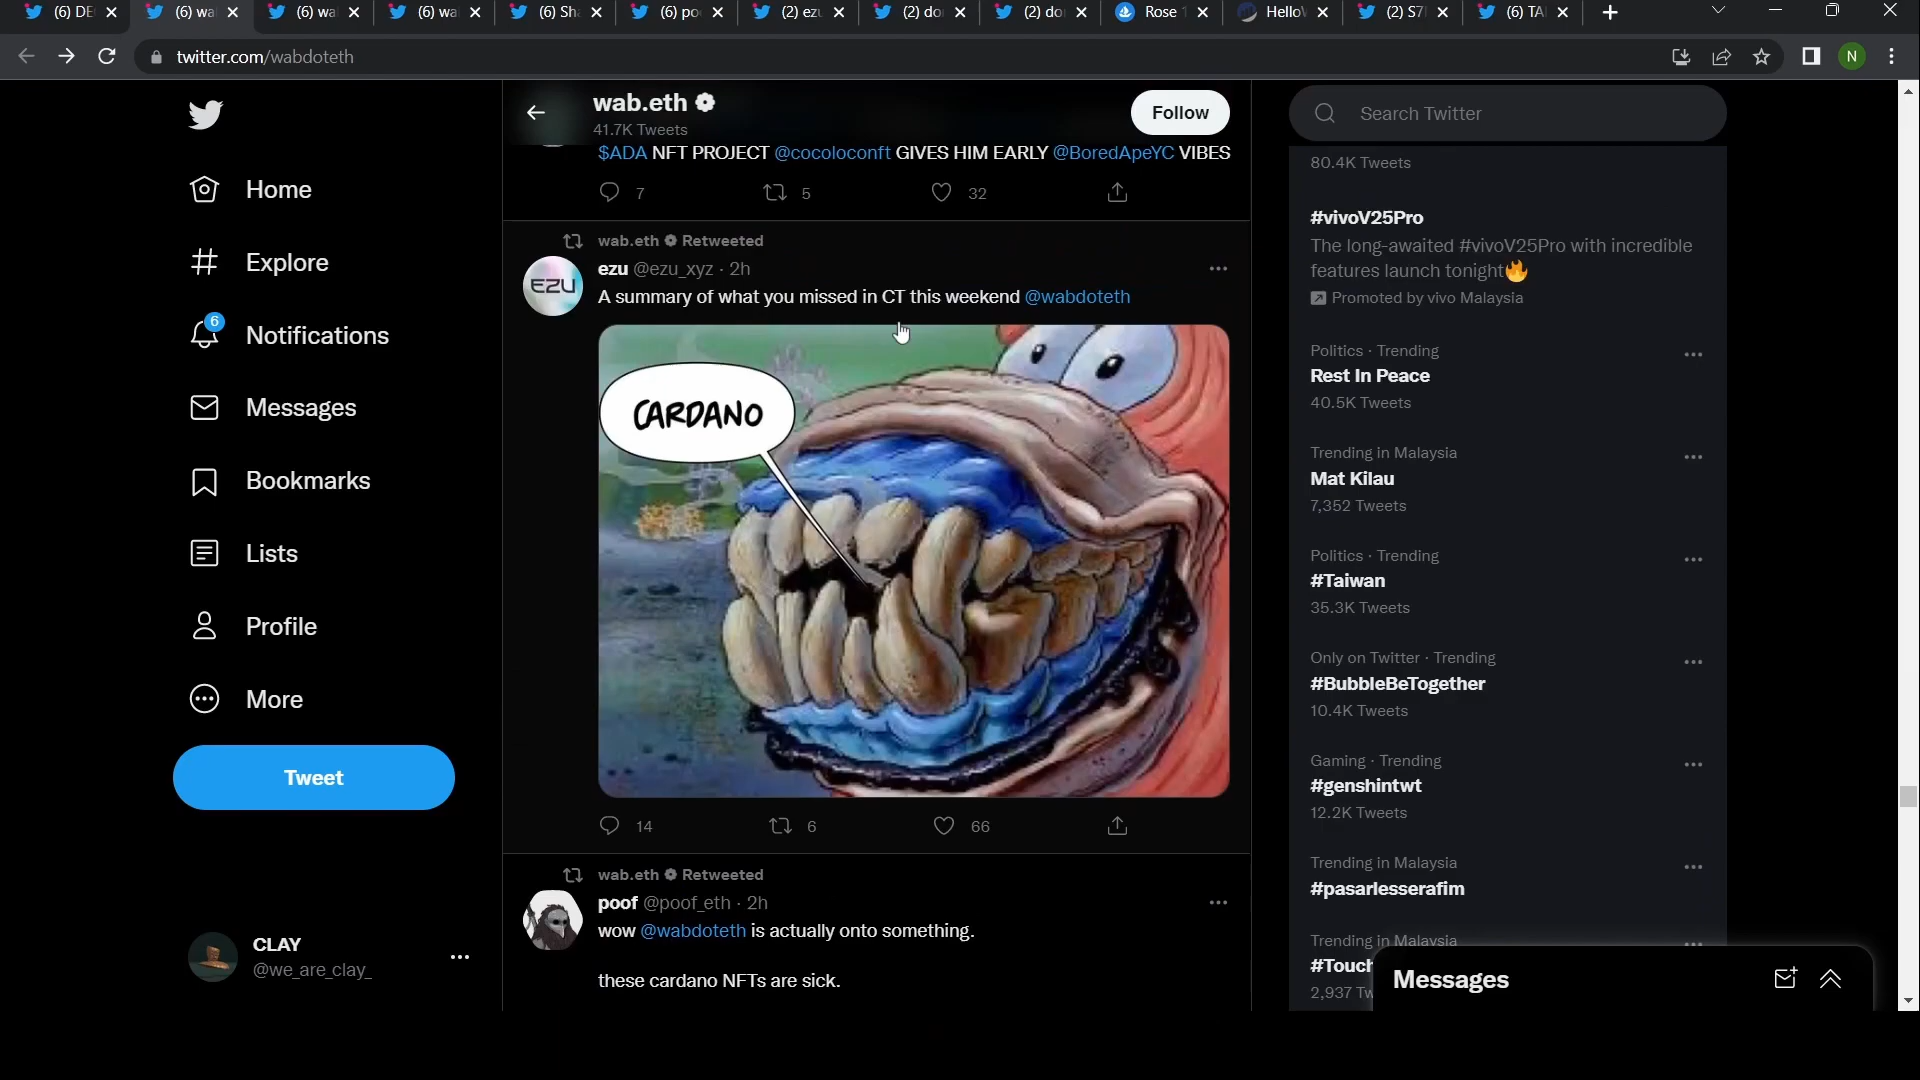 (6) DE
(6) wa
(6) wa
(6) wa
(6) Sh
(6) po
(2) ez
(2) do
(2) do
Rose
Hello
(2) S7
(6) TA
twitter.com/wabdoteth
N
Home
Explore
6
Notifications
Messages
Bookmarks
Lists
Profile
More
Tweet
CLAY
@we_are_clay_
wab.eth
41.7K Tweets
Follow
$ADA NFT PROJECT @cocoloconft GIVES HIM EARLY @BoredApeYC VIBES
7 5 32
wab.eth Retweeted
EZU
ezu @ezu_xyz · 2h
A summary of what you missed in CT this weekend @wabdoteth
CARDANO
14 6 66
wab.eth Retweeted
poof @poof_eth · 2h
wow @wabdoteth is actually onto something.
these cardano NFTs are sick.
Search Twitter
80.4K Tweets
#vivoV25Pro
The long-awaited #vivoV25Pro with incredible
features launch tonight🔥
Promoted by vivo Malaysia
Politics · Trending
Rest In Peace
40.5K Tweets
Trending in Malaysia
Mat Kilau
7,352 Tweets
Politics · Trending
#Taiwan
35.3K Tweets
Only on Twitter · Trending
#BubbleBeTogether
10.4K Tweets
Gaming · Trending
#genshintwt
12.2K Tweets
Trending in Malaysia
#pasarlesserafim
Trending in Malaysia
#Touch
2,937 Tw
Messages